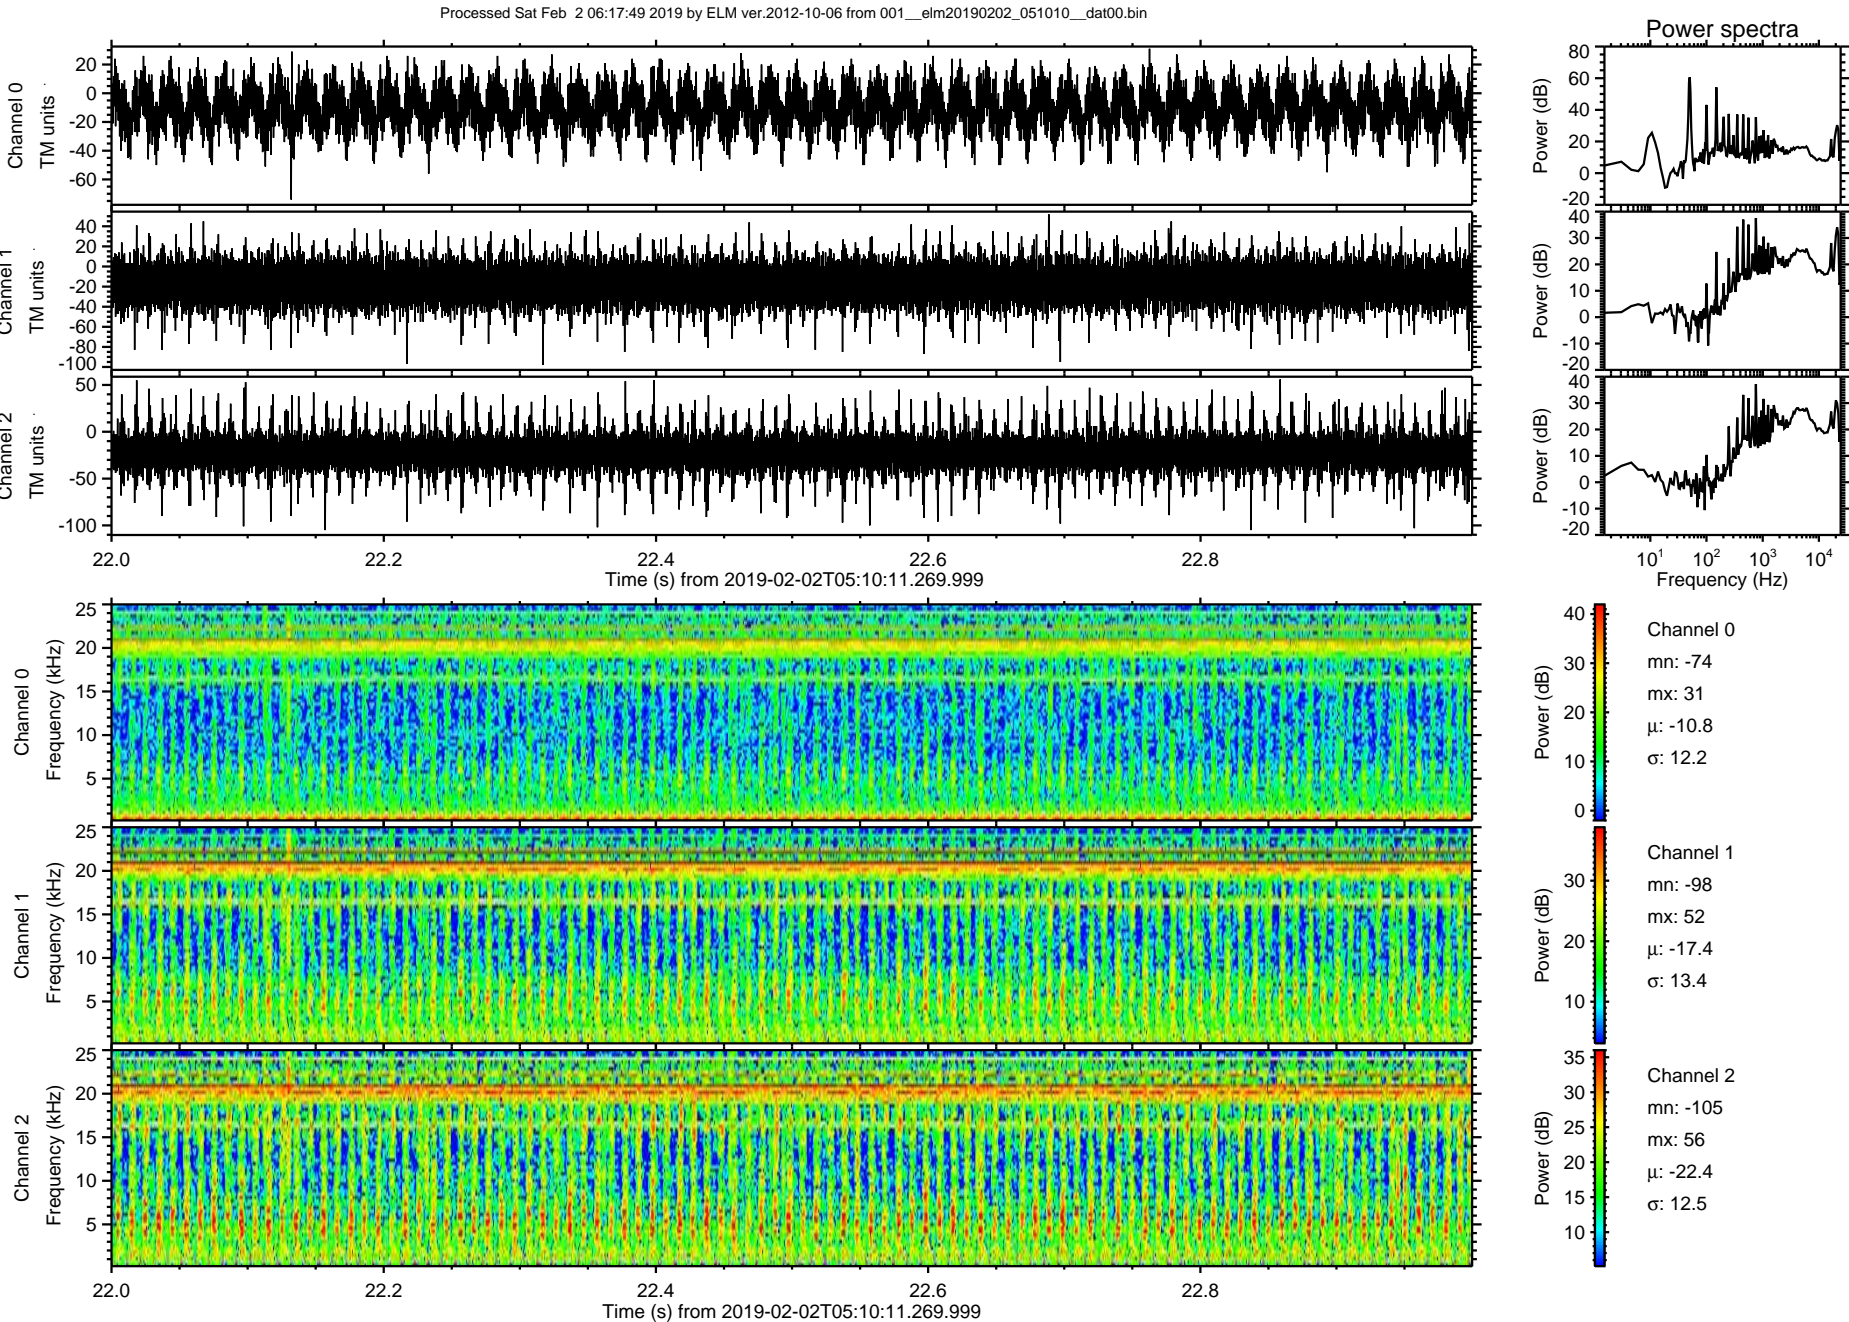 Processed Sat Feb  2 06:17:49 2019 by ELM ver.2012-10-06 from 001__elm20190202_051010__dat00.bin
Power spectra
Channel 0
TM units
20
0
-20
-40
-60
Power (dB)
80
60
40
20
0
-20
Channel 1
TM units
40
20
0
-20
-40
-60
-80
-100
Power (dB)
40
30
20
10
0
-10
-20
Channel 2
TM units
50
0
-50
-100
Power (dB)
40
30
20
10
0
-10
-20
22.0 22.2 22.4 22.6 22.8
Time (s) from 2019-02-02T05:10:11.269.999
10¹ 10² 10³ 10⁴
Frequency (Hz)
Channel 0
Frequency (kHz)
25
20
15
10
5
Power (dB)
40
30
20
10
0
Channel 0
mn: -74
mx: 31
μ: -10.8
σ: 12.2
Channel 1
Frequency (kHz)
25
20
15
10
5
Power (dB)
30
20
10
Channel 1
mn: -98
mx: 52
μ: -17.4
σ: 13.4
Channel 2
Frequency (kHz)
25
20
15
10
5
Power (dB)
35
30
25
20
15
10
Channel 2
mn: -105
mx: 56
μ: -22.4
σ: 12.5
22.0 22.2 22.4 22.6 22.8
Time (s) from 2019-02-02T05:10:11.269.999